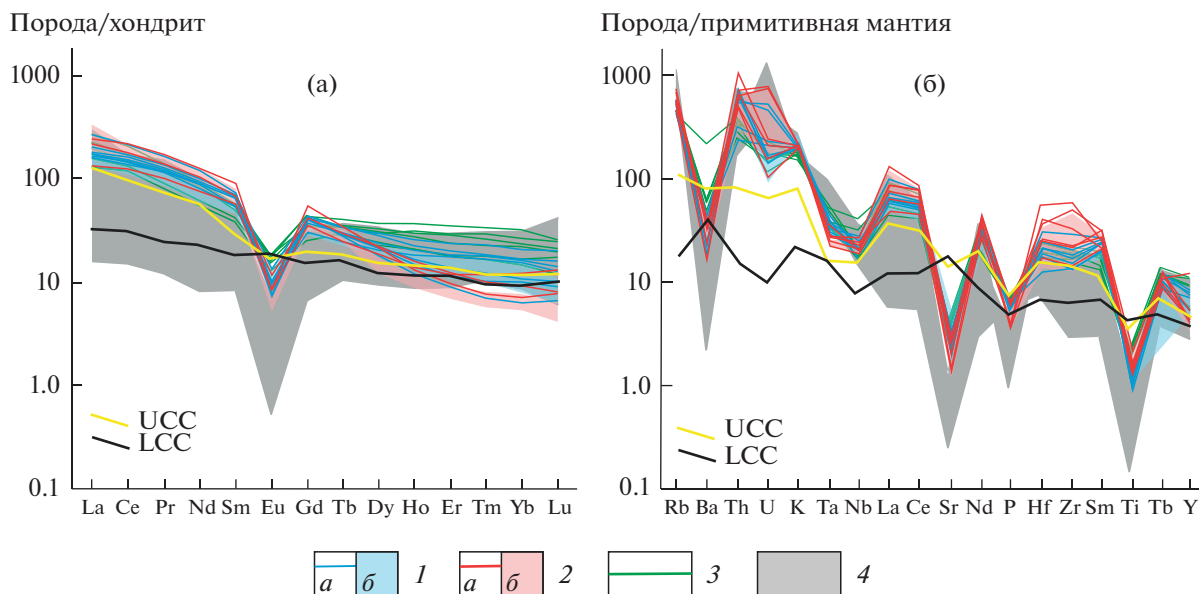 Порода/хондрит
Порода/примитивная мантия
(а)
1000
100
10
1.0
0.1
UCC
LCC
La Ce Pr Nd Sm Eu Gd Tb Dy Ho Er Tm Yb Lu
(б)
1000
100
10
1.0
0.1
UCC
LCC
Rb Ba Th U K Ta Nb La Ce Sr Nd P Hf Zr Sm Ti Tb Y
а б 1 а б 2 3 4